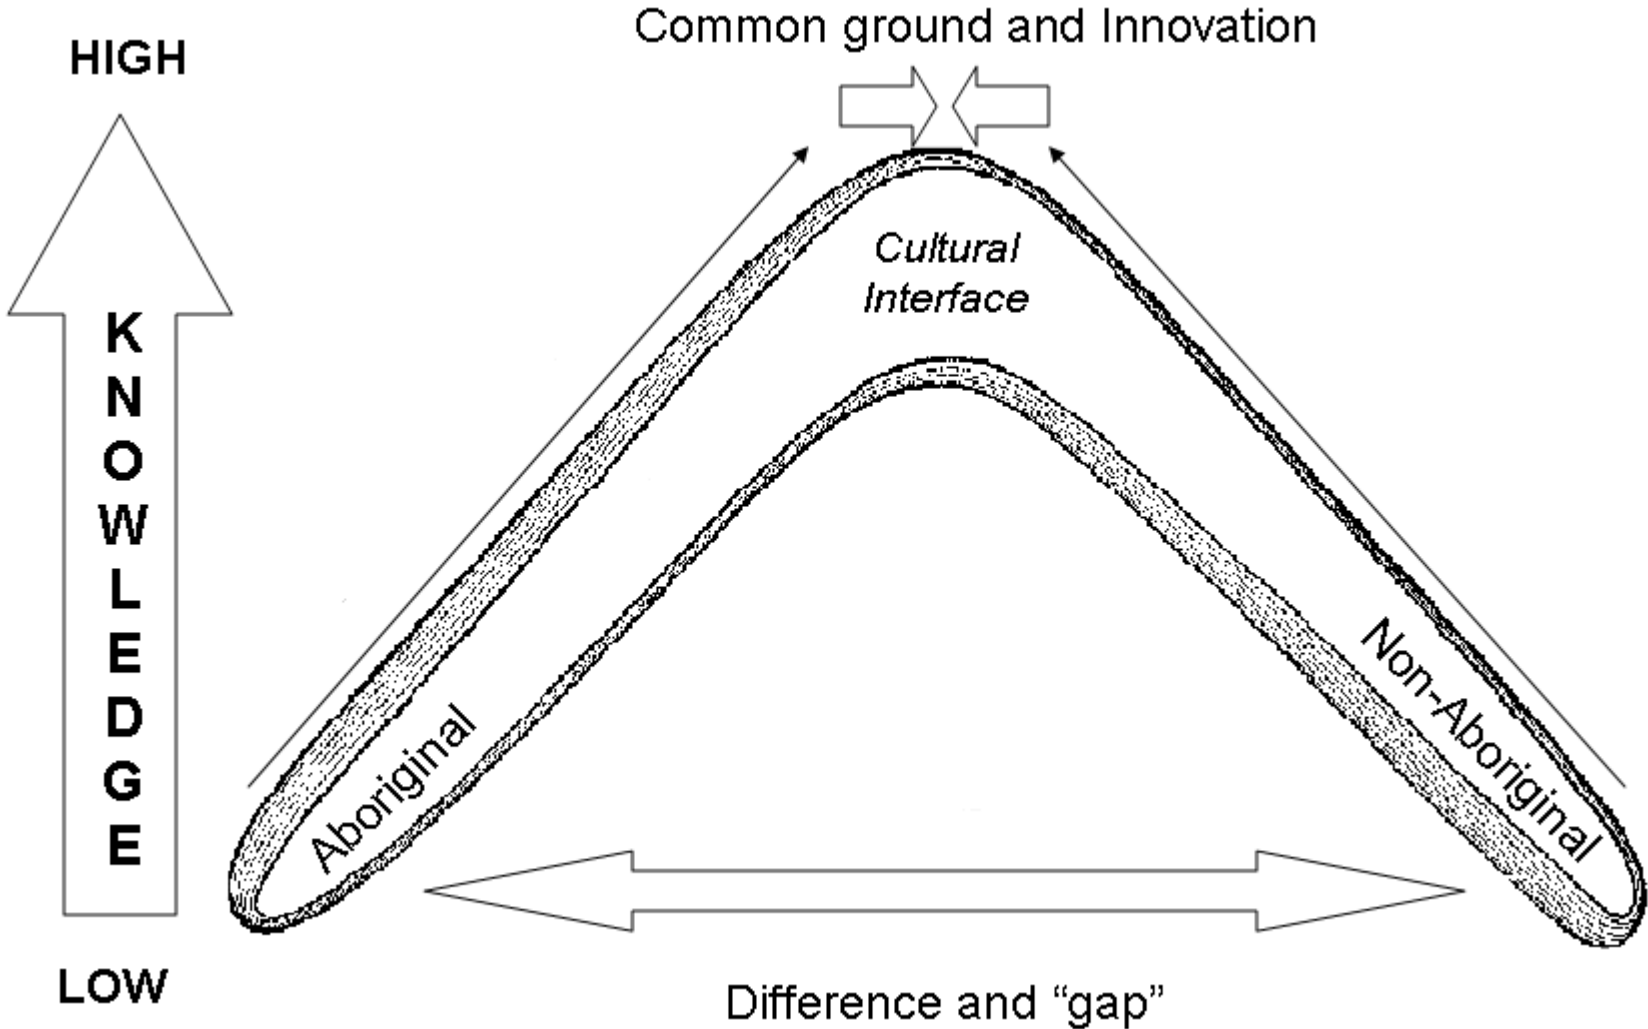 Common ground and Innovation
HIGH
KNOWLEDGE
LOW
Cultural
Interface
Aboriginal
Non-Aboriginal
Difference and “gap”